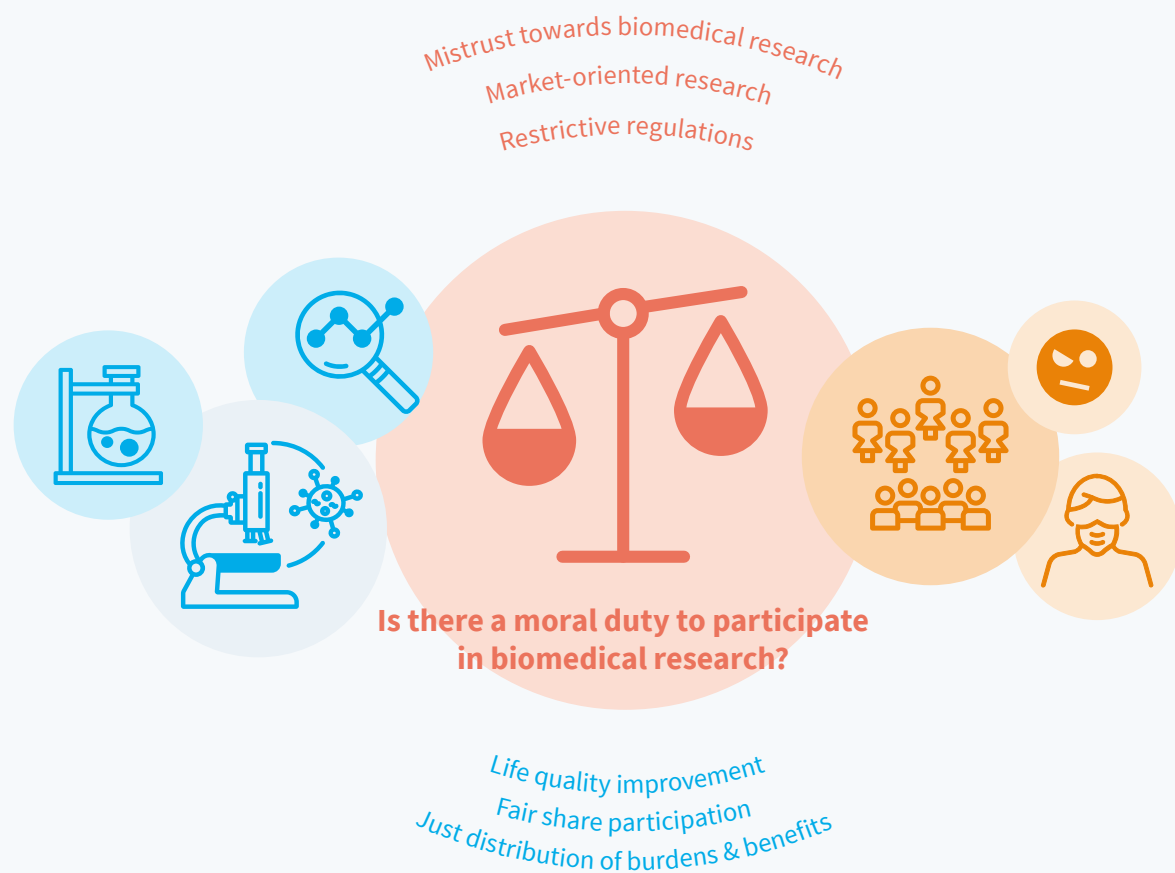 Mistrust towards biomedical research
Market-oriented research
Restrictive regulations
Is there a moral duty to participate
in biomedical research?
Life quality improvement
Fair share participation
Just distribution of burdens & benefits